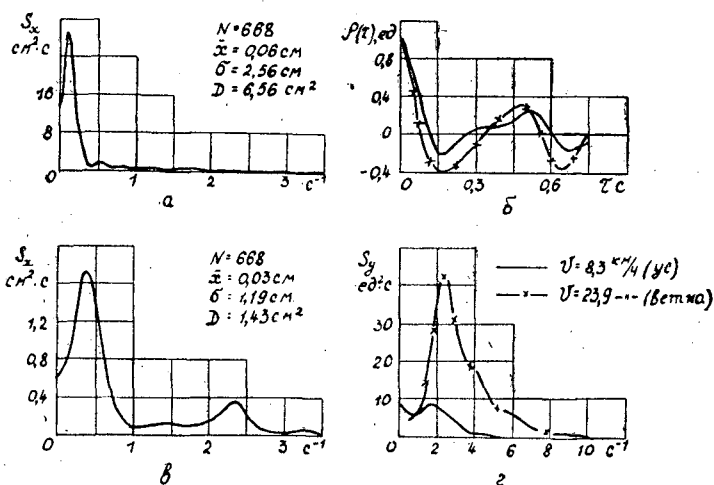 Sx
см²·с
16
8
0
1
2
3
с⁻¹
N=668
x̄=0,06 см
σ=2,56 см
D=6,56 см²
а
ρ(τ), ед
0,8
0,4
0
-0,4
0
0,3
0,6
τ с
б
Sx
см²·с
1,2
0,8
0,4
0
1
2
с⁻¹
N=668
x̄=0,03 см
σ=1,19 см
D=1,43 см²
в
Sy
ед²·с
30
20
10
0
2
4
6
8
10
с⁻¹
V=8,3 км/ч (ус)
V=23,9 -"- (ветка)
г